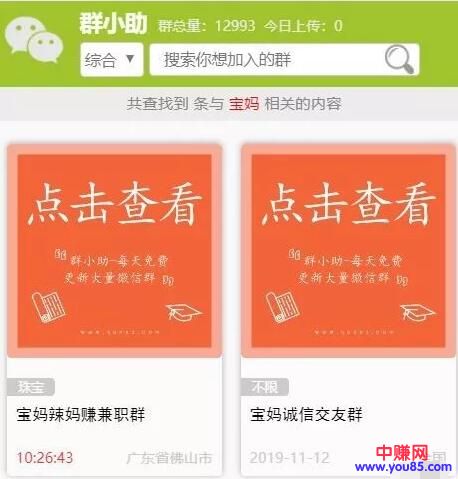 群小助 群总量：12993 今日上传：0
综合 ▼ 搜索你想加入的群
共查找到 条与 宝妈 相关的内容
点击查看
群小助-每天免费
更新大量微信群
点击查看
群小助-每天免费
更新大量微信群
珠宝
宝妈辣妈赚兼职群
10:26:43 广东省佛山市
不限
宝妈诚信交友群
2019-11-12
中赚网
www.you85.com